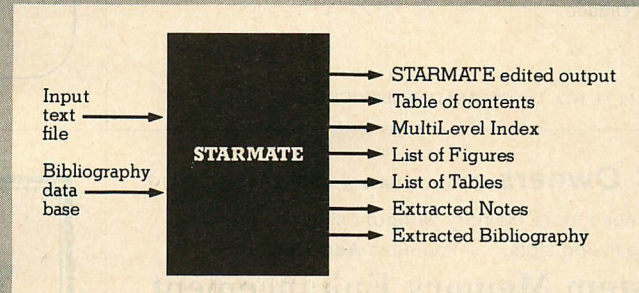 Input
text
file
Bibliography
data
base
STARMATE
STARMATE edited output
Table of contents
MultiLevel Index
List of Figures
List of Tables
Extracted Notes
Extracted Bibliography